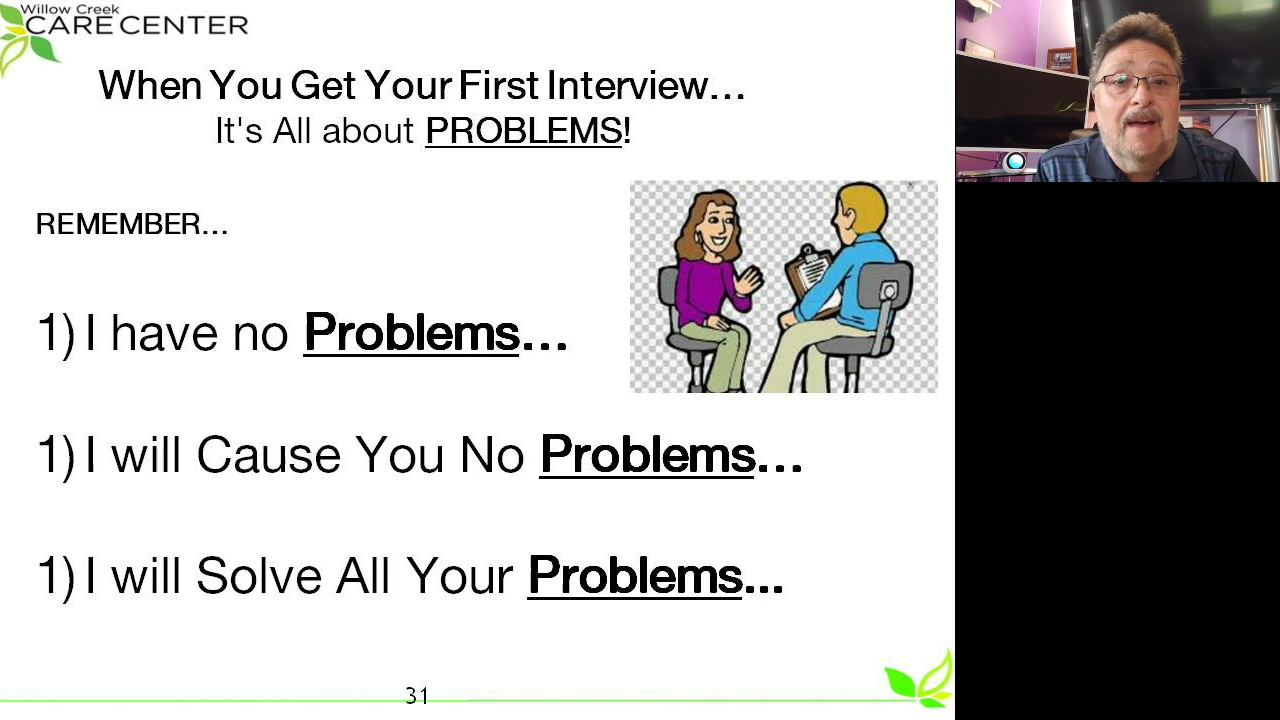 Willow Creek
CARE CENTER
When You Get Your First Interview...
It's All about PROBLEMS!
REMEMBER...
1) I have no Problems...
1) I will Cause You No Problems...
1) I will Solve All Your Problems...
31